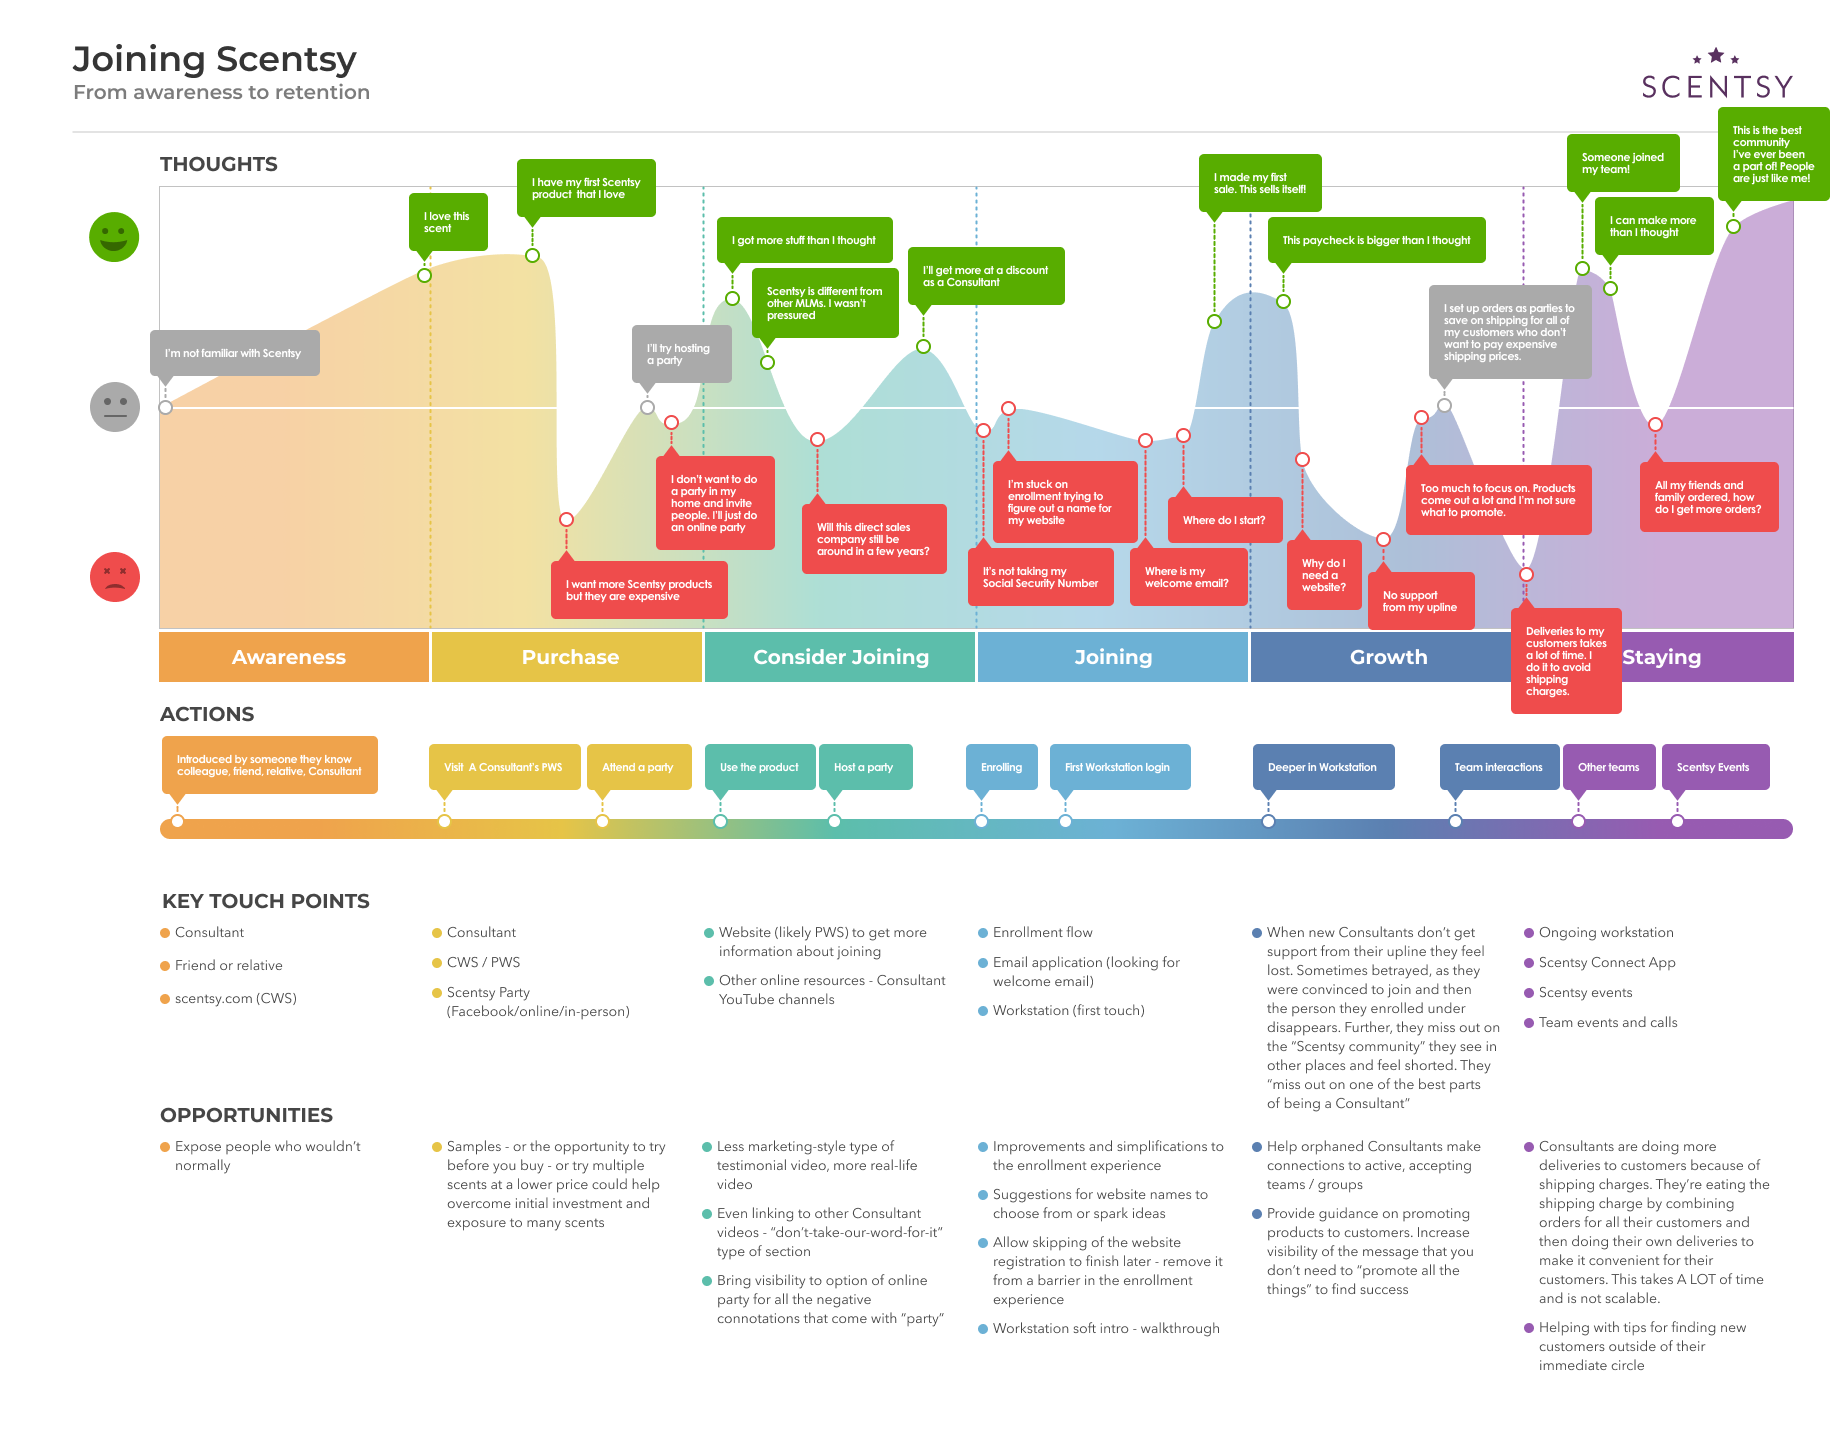 Joining Scentsy
From awareness to retention
SCENTSY
THOUGHTS
I'm not familiar with Scentsy
I love this
scent
I have my first Scentsy
product that I love
I want more Scentsy products
but they are expensive
I'll try hosting
a party
I don't want to do
a party in my
home and invite
people. I'll just do
an online party
I got more stuff than I thought
Scentsy is different from
other MLMs. I wasn't
pressured
Will this direct sales
company still be
around in a few years?
I'll get more at a discount
as a Consultant
It's not taking my
Social Security Number
I'm stuck on
enrollment trying to
figure out a name for
my website
Where is my
welcome email?
Where do I start?
I made my first
sale. This sells itself!
This paycheck is bigger than I thought
Why do I
need a
website?
No support
from my upline
Too much to focus on. Products
come out a lot and I'm not sure
what to promote.
I set up orders as parties to
save on shipping for all of
my customers who don't
want to pay expensive
shipping prices.
Deliveries to my
customers takes
a lot of time. I
do it to avoid
shipping
charges.
Someone joined
my team!
I can make more
than I thought
All my friends and
family ordered, how
do I get more orders?
This is the best
community
I've ever been
a part of! People
are just like me!
Awareness
Purchase
Consider Joining
Joining
Growth
Staying
ACTIONS
Introduced by someone they know
colleague, friend, relative, Consultant
Visit A Consultant's PWS
Attend a party
Use the product
Host a party
Enrolling
First Workstation login
Deeper in Workstation
Team interactions
Other teams
Scentsy Events
KEY TOUCH POINTS
Consultant
Friend or relative
scentsy.com (CWS)
Consultant
CWS / PWS
Scentsy Party
(Facebook/online/in-person)
Website (likely PWS) to get more
information about joining
Other online resources - Consultant
YouTube channels
Enrollment flow
Email application (looking for
welcome email)
Workstation (first touch)
When new Consultants don't get
support from their upline they feel
lost. Sometimes betrayed, as they
were convinced to join and then
the person they enrolled under
disappears. Further, they miss out on
the “Scentsy community” they see in
other places and feel shorted. They
“miss out on one of the best parts
of being a Consultant”
Ongoing workstation
Scentsy Connect App
Scentsy events
Team events and calls
OPPORTUNITIES
Expose people who wouldn't
normally
Samples - or the opportunity to try
before you buy - or try multiple
scents at a lower price could help
overcome initial investment and
exposure to many scents
Less marketing-style type of
testimonial video, more real-life
video
Even linking to other Consultant
videos - “don't-take-our-word-for-it”
type of section
Bring visibility to option of online
party for all the negative
connotations that come with “party”
Improvements and simplifications to
the enrollment experience
Suggestions for website names to
choose from or spark ideas
Allow skipping of the website
registration to finish later - remove it
from a barrier in the enrollment
experience
Workstation soft intro - walkthrough
Help orphaned Consultants make
connections to active, accepting
teams / groups
Provide guidance on promoting
products to customers. Increase
visibility of the message that you
don't need to “promote all the
things” to find success
Consultants are doing more
deliveries to customers because of
shipping charges. They're eating the
shipping charge by combining
orders for all their customers and
then doing their own deliveries to
make it convenient for their
customers. This takes A LOT of time
and is not scalable.
Helping with tips for finding new
customers outside of their
immediate circle